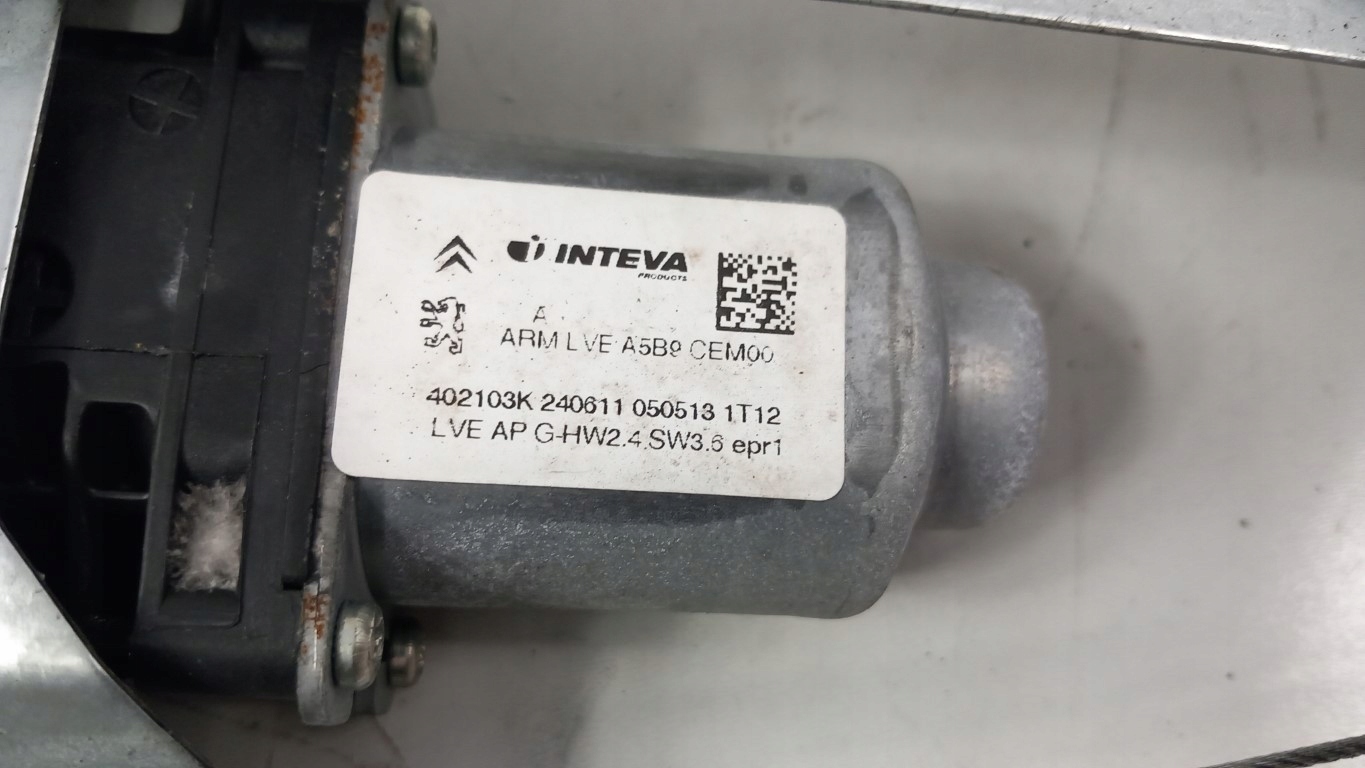 INTEVA
PRODUCTS
A
ARM LVE A5B9 CEM00
402103K 240611 050513 1T12
LVE AP G-HW2.4 SW3.6 epr1